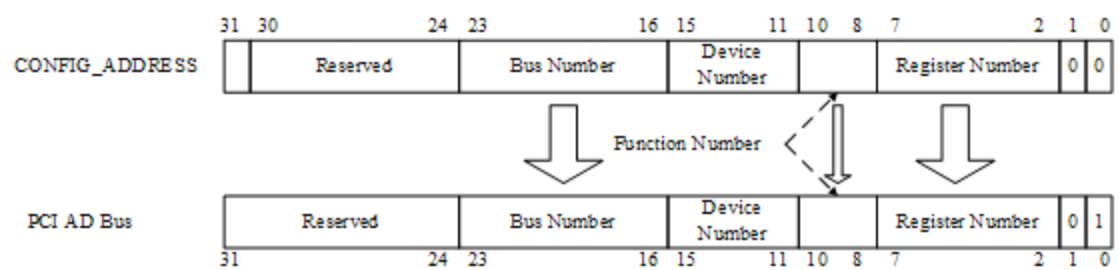 31 30 24 23 16 15 11 10 8 7 2 1 0
CONFIG_ADDRESS Reserved Bus Number Device Number Register Number 0 0
Function Number
PCI AD Bus Reserved Bus Number Device Number Register Number 0 1
31 24 23 16 15 11 10 8 7 2 1 0